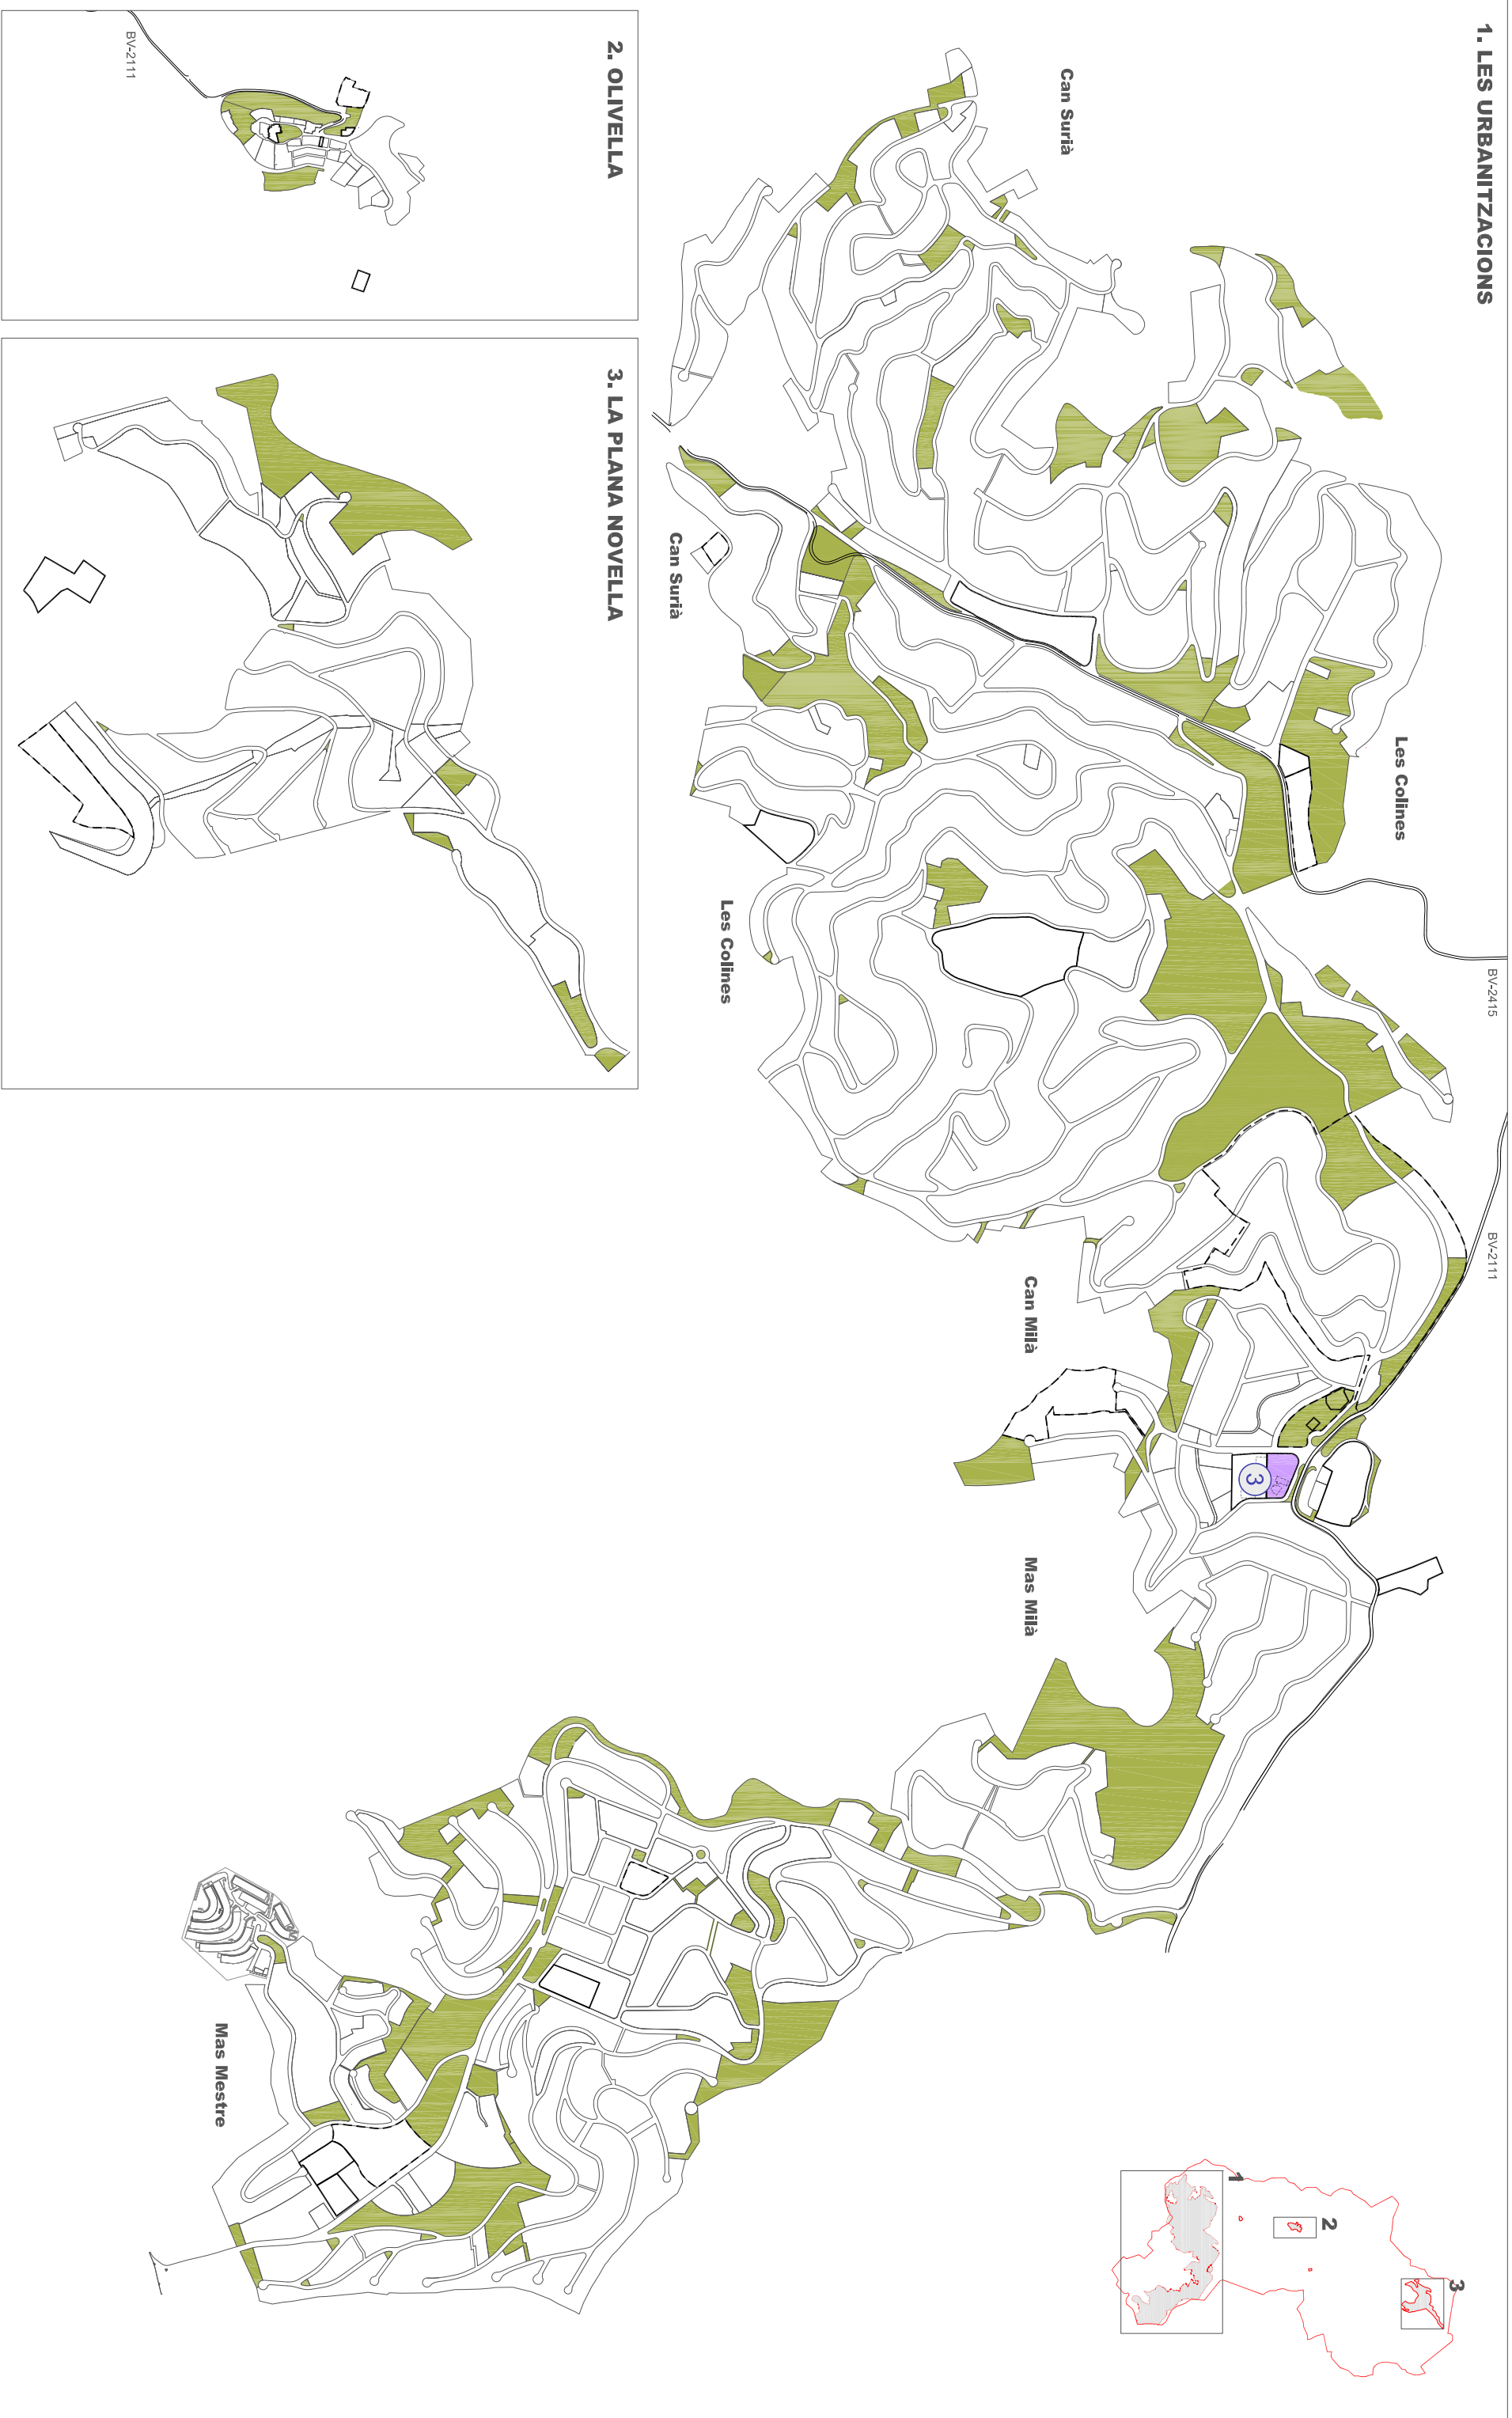 1. LES URBANITZACIONS
Can Surià
Les Colines
BV-2415
BV-2111
Can Surià
Les Colines
Can Milà
3
Mas Milà
Mas Mestre
2. OLIVELLA
BV-2111
3. LA PLANA NOVELLA
1
2
3